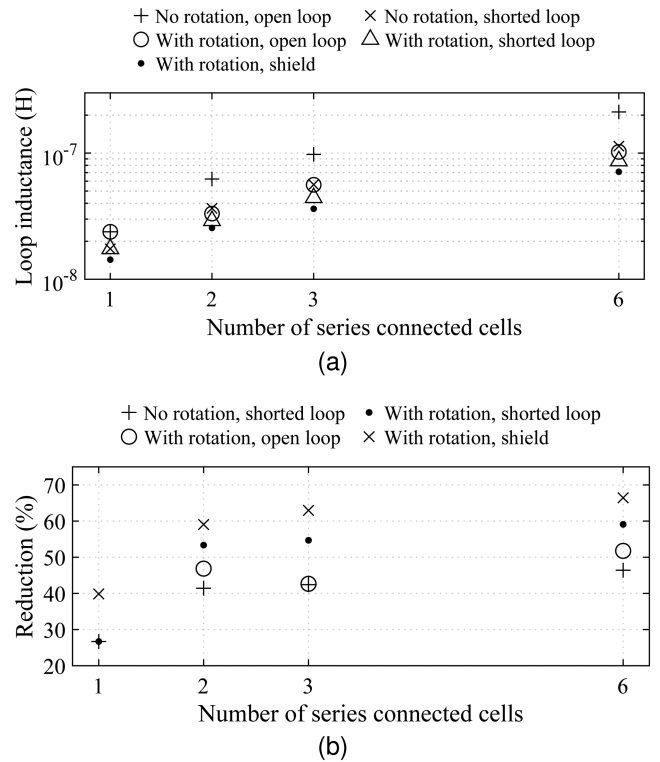 No rotation, open loop No rotation, shorted loop
With rotation, open loop With rotation, shorted loop
With rotation, shield
Loop inductance (H)
10-7
10-8
1 2 3 6
Number of series connected cells
(a)
No rotation, shorted loop With rotation, shorted loop
With rotation, open loop With rotation, shield
Reduction (%)
70
60
50
40
30
20
1 2 3 6
Number of series connected cells
(b)